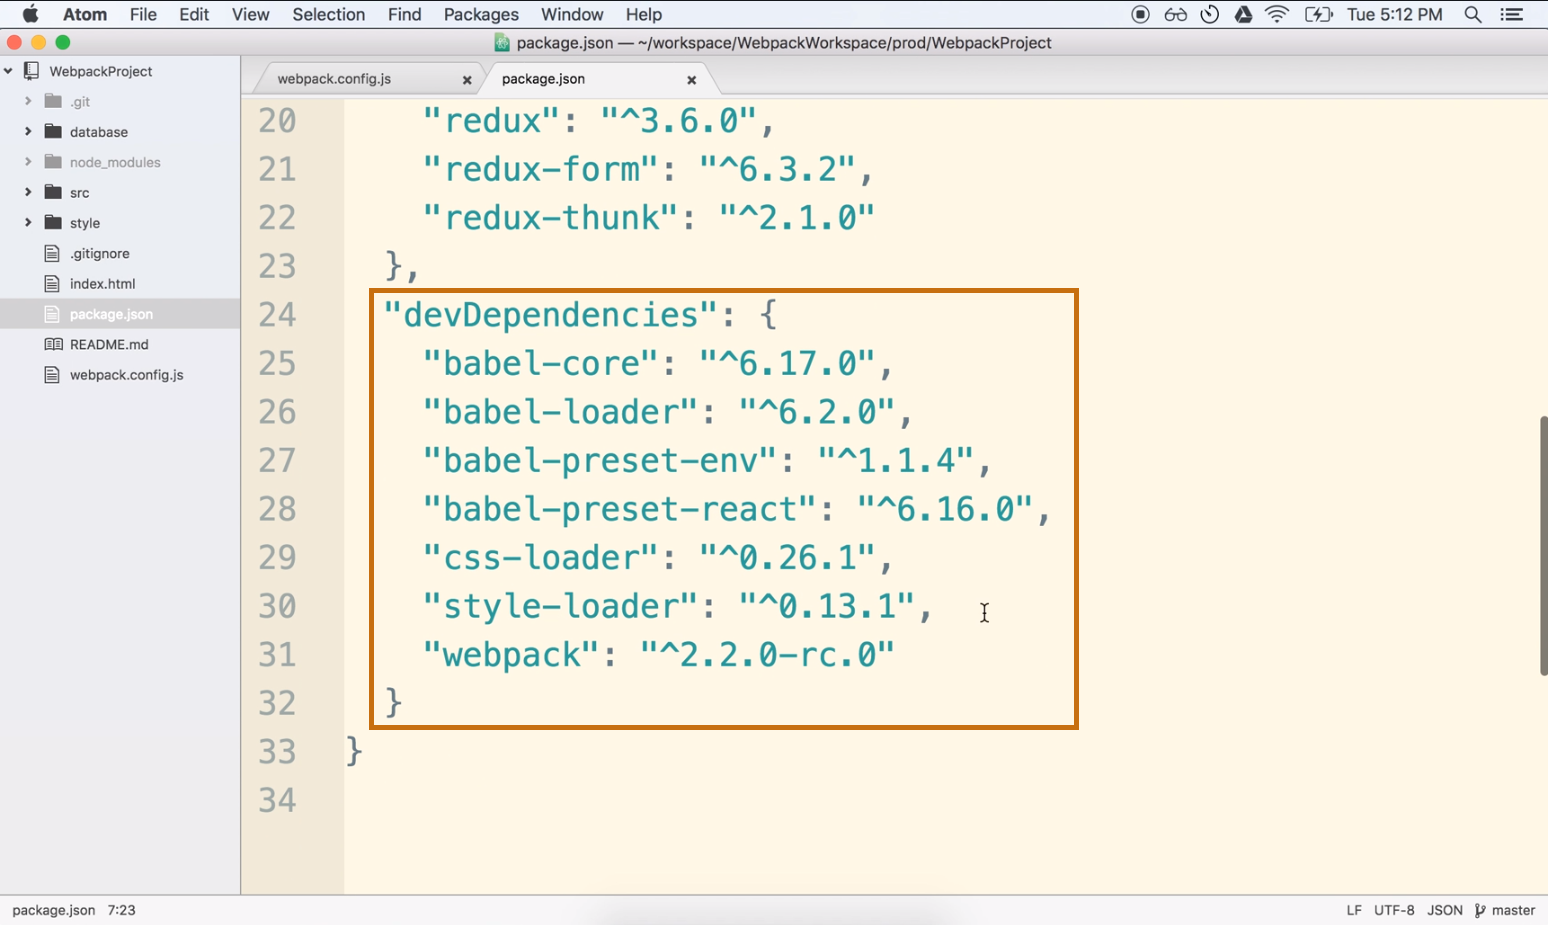 Atom File Edit View Selection Find Packages Window Help Tue 5:12 PM
package.json — ~/workspace/WebpackWorkspace/prod/WebpackProject
WebpackProject
.git
database
node_modules
src
style
.gitignore
index.html
package.json
README.md
webpack.config.js
webpack.config.js package.json
20 "redux": "^3.6.0",
21 "redux-form": "^6.3.2",
22 "redux-thunk": "^2.1.0"
23 },
24 "devDependencies": {
25 "babel-core": "^6.17.0",
26 "babel-loader": "^6.2.0",
27 "babel-preset-env": "^1.1.4",
28 "babel-preset-react": "^6.16.0",
29 "css-loader": "^0.26.1",
30 "style-loader": "^0.13.1",
31 "webpack": "^2.2.0-rc.0"
32 }
33 }
34
package.json 7:23 LF UTF-8 JSON master